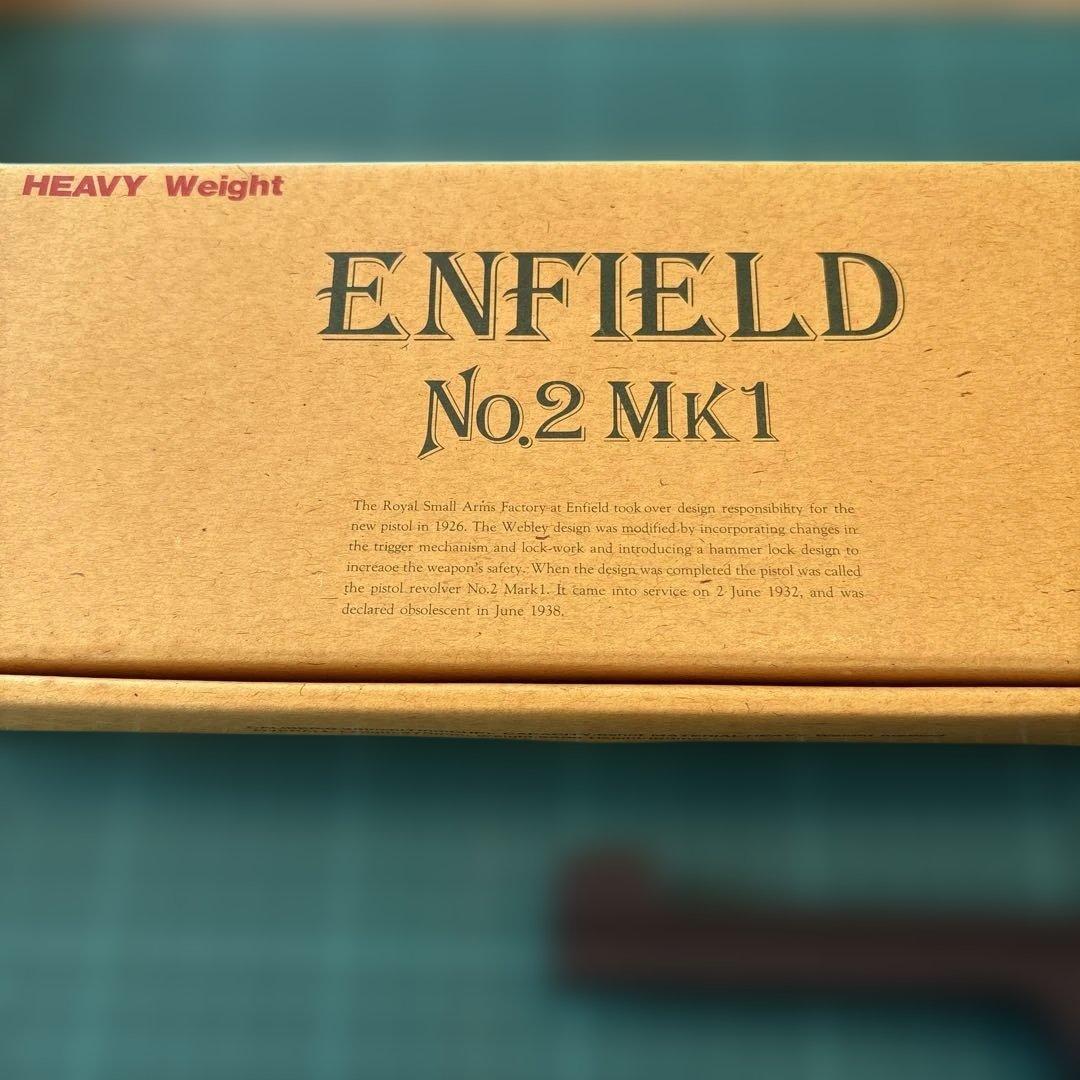 HEAVY Weight
ENFIELD
No.2 MK1
The Royal Small Arms Factory at Enfield took over design responsibility for the
new pistol in 1926. The Webley design was modified by incorporating changes in
the trigger mechanism and lock-work and introducing a hammer lock design to
increaoe the weapon's safety. When the design was completed the pistol was called
the pistol revolver No.2 Mark1. It came into service on 2 June 1932, and was
declared obsolescent in June 1938.